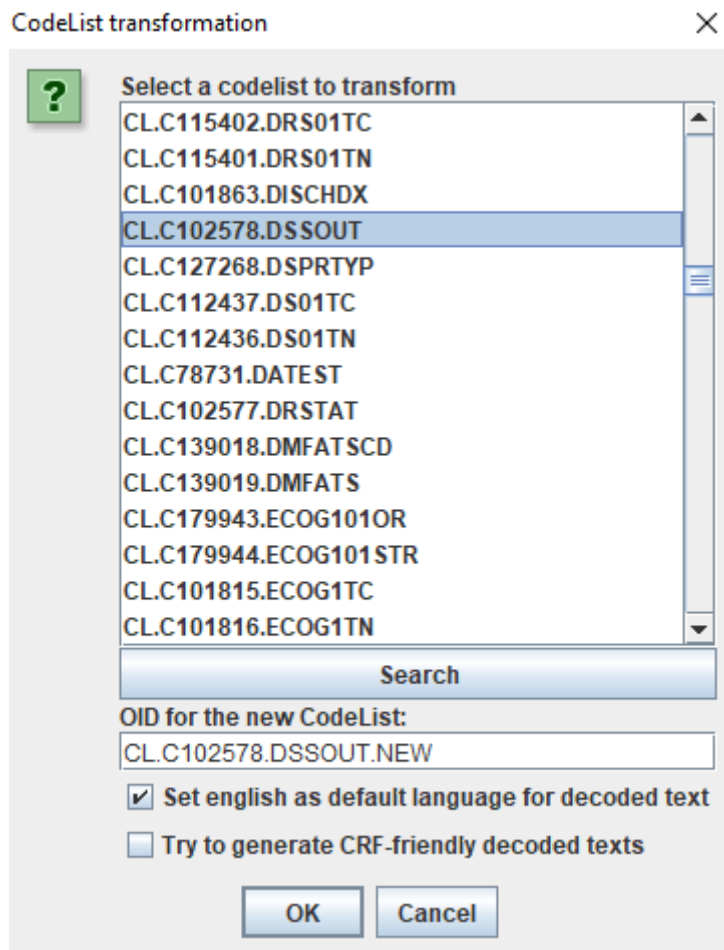 CodeList transformation
?
Select a codelist to transform
CL.C115402.DRS01TC
CL.C115401.DRS01TN
CL.C101863.DISCHDX
CL.C102578.DSSOUT
CL.C127268.DSPRTYP
CL.C112437.DS01TC
CL.C112436.DS01TN
CL.C78731.DATEST
CL.C102577.DRSTAT
CL.C139018.DMFATSCD
CL.C139019.DMFATS
CL.C179943.ECOG101OR
CL.C179944.ECOG101STR
CL.C101815.ECOG1TC
CL.C101816.ECOG1TN
Search
OID for the new CodeList:
CL.C102578.DSSOUT.NEW
Set english as default language for decoded text
Try to generate CRF-friendly decoded texts
OK Cancel